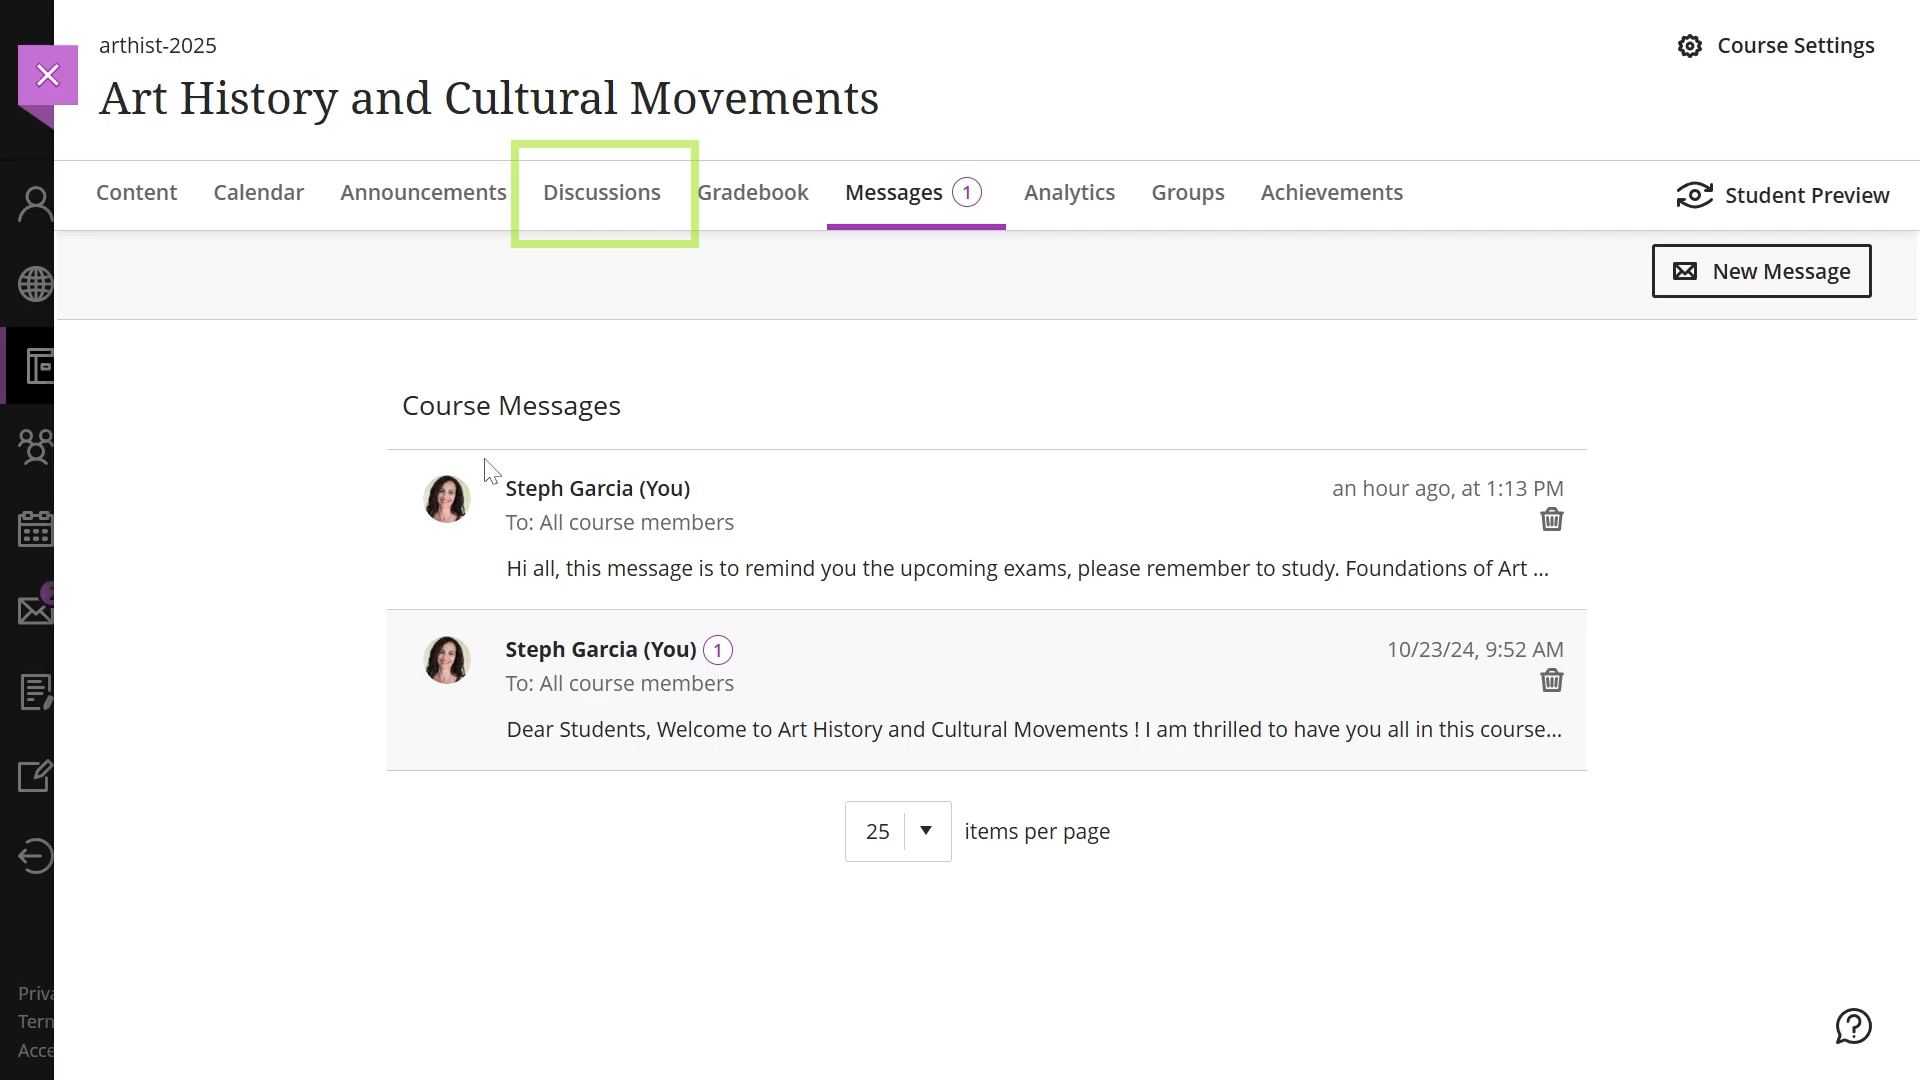 arthist-2025
Course Settings
Art History and Cultural Movements
Content Calendar Announcements Discussions Gradebook Messages 1 Analytics Groups Achievements Student Preview
New Message
Course Messages
Steph Garcia (You) an hour ago, at 1:13 PM
To: All course members
Hi all, this message is to remind you the upcoming exams, please remember to study. Foundations of Art ...
Steph Garcia (You) 1 10/23/24, 9:52 AM
To: All course members
Dear Students, Welcome to Art History and Cultural Movements ! I am thrilled to have you all in this course...
25 items per page
Priva
Tern
Acce